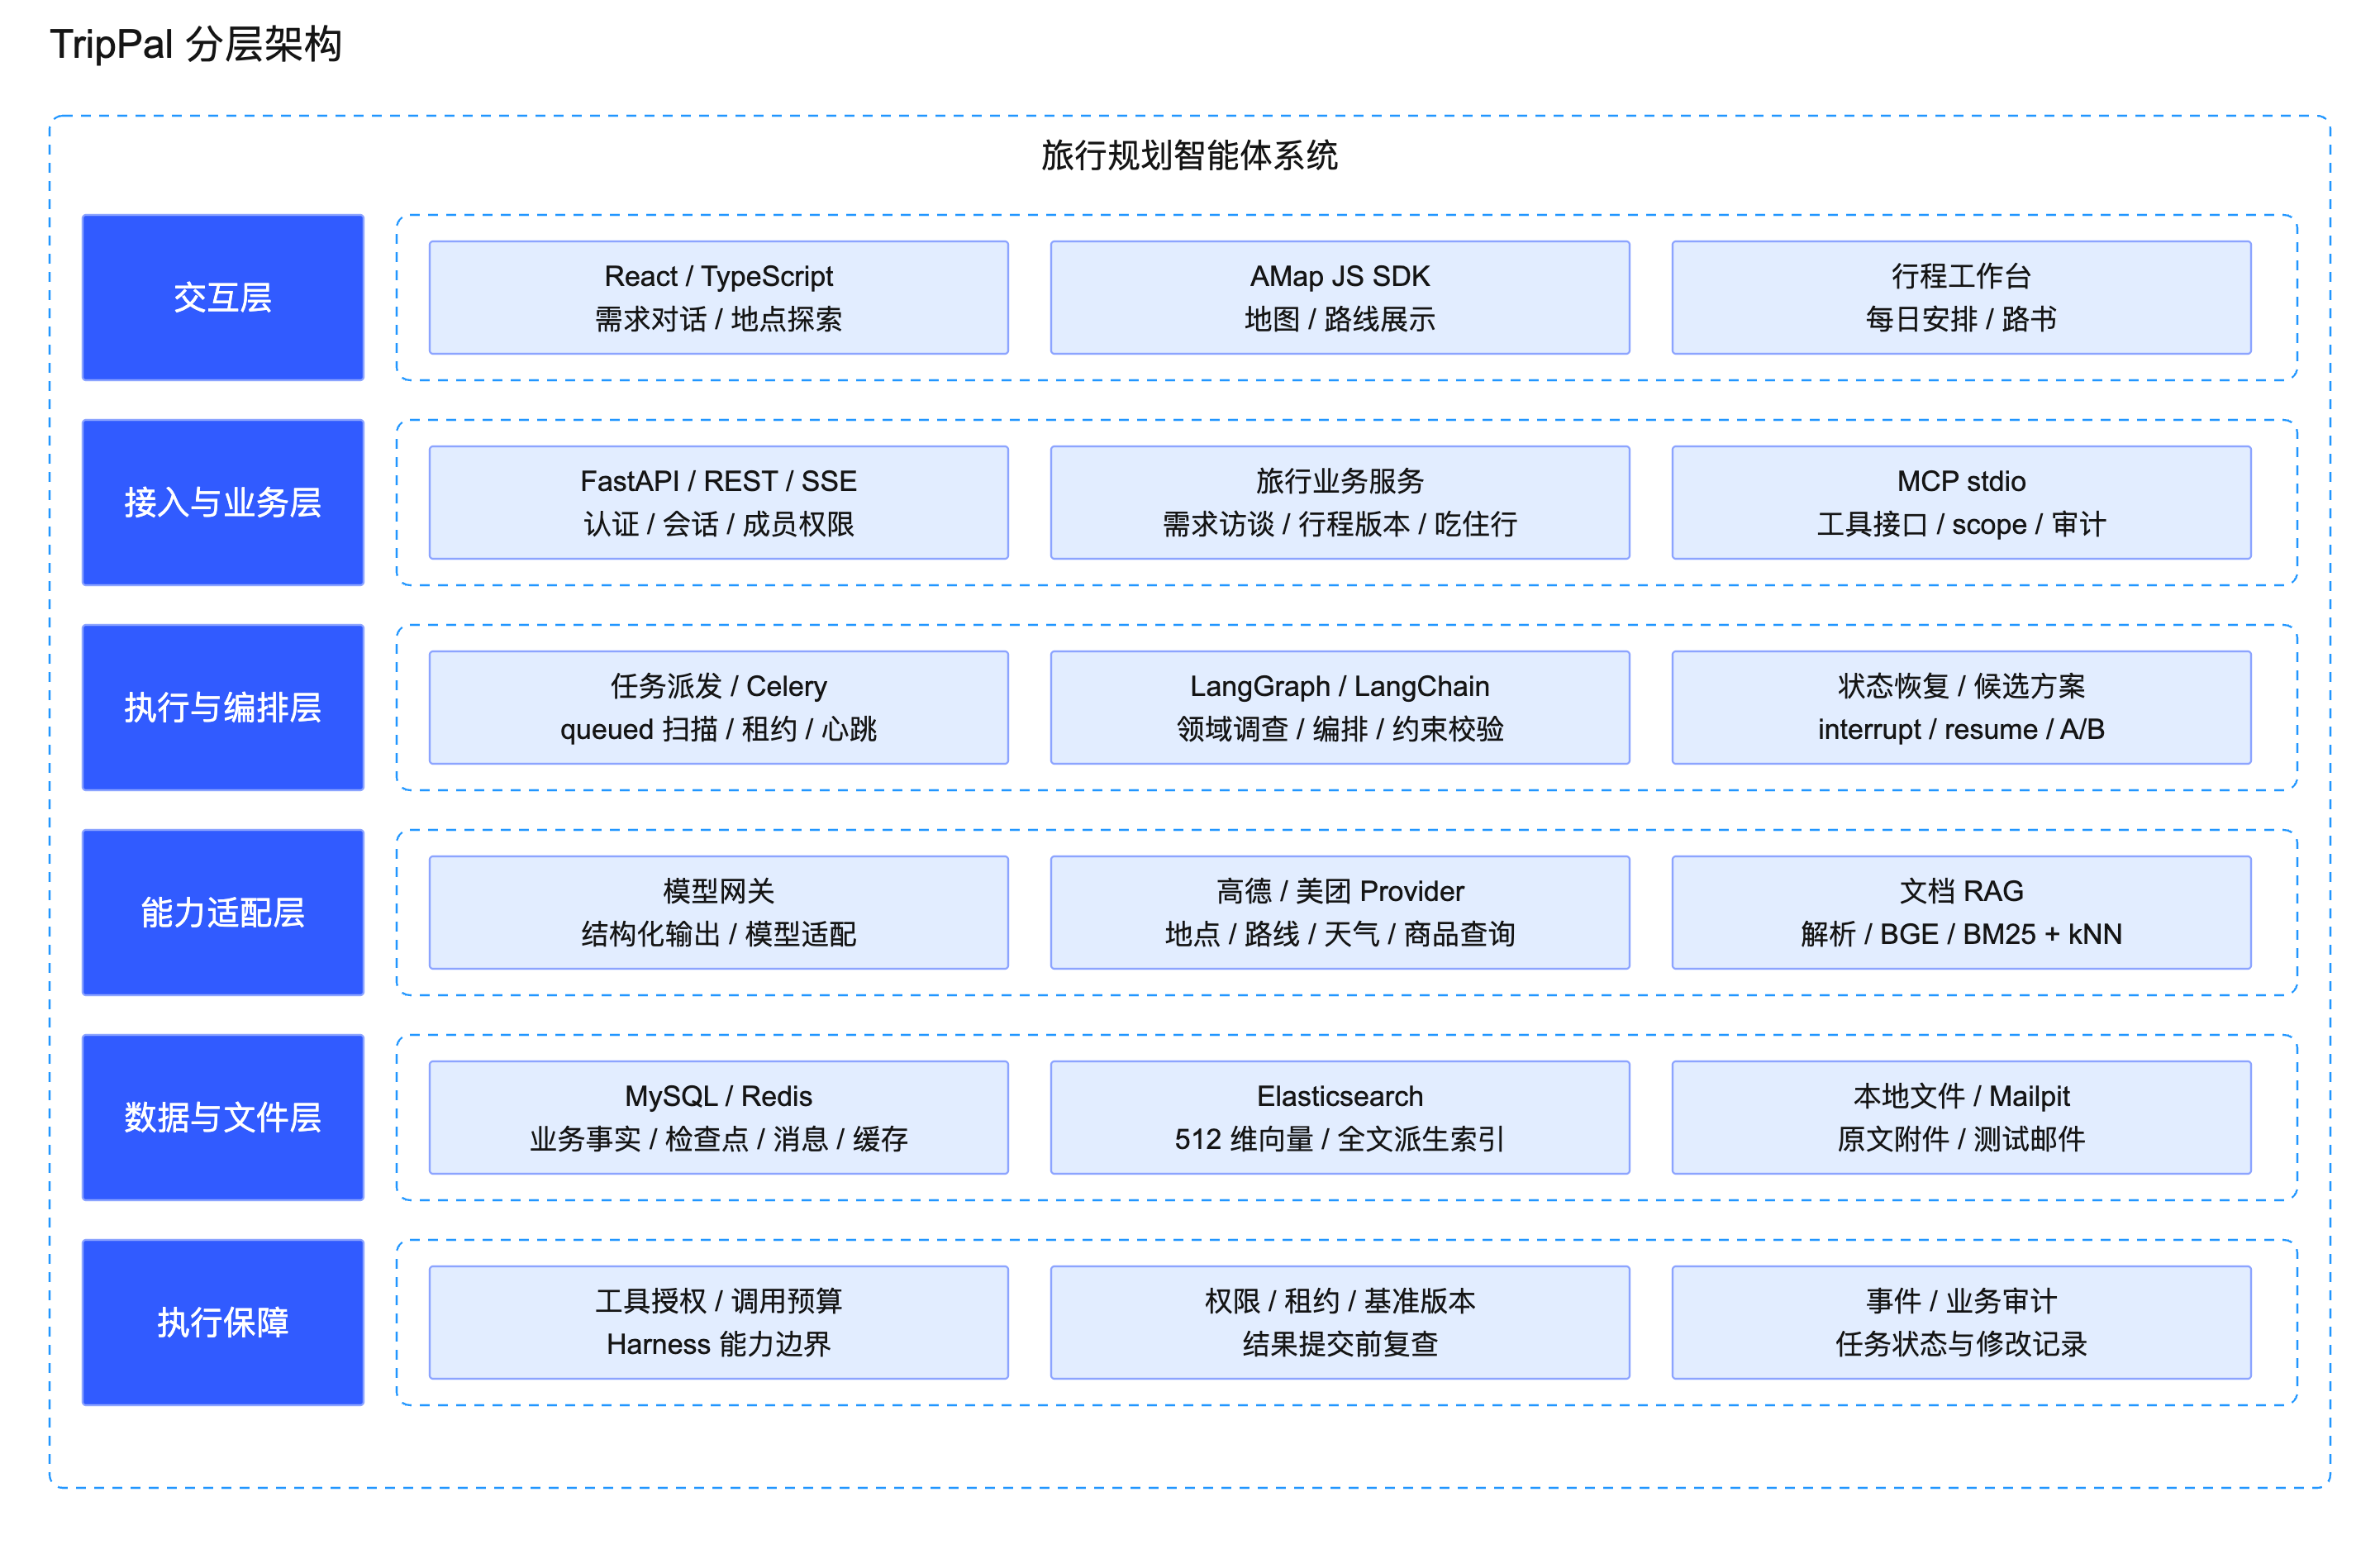 TripPal 分层架构
旅行规划智能体系统
交互层
React / TypeScript
需求对话 / 地点探索
AMap JS SDK
地图 / 路线展示
行程工作台
每日安排 / 路书
接入与业务层
FastAPI / REST / SSE
认证 / 会话 / 成员权限
旅行业务服务
需求访谈 / 行程版本 / 吃住行
MCP stdio
工具接口 / scope / 审计
执行与编排层
任务派发 / Celery
queued 扫描 / 租约 / 心跳
LangGraph / LangChain
领域调查 / 编排 / 约束校验
状态恢复 / 候选方案
interrupt / resume / A/B
能力适配层
模型网关
结构化输出 / 模型适配
高德 / 美团 Provider
地点 / 路线 / 天气 / 商品查询
文档 RAG
解析 / BGE / BM25 + kNN
数据与文件层
MySQL / Redis
业务事实 / 检查点 / 消息 / 缓存
Elasticsearch
512 维向量 / 全文派生索引
本地文件 / Mailpit
原文附件 / 测试邮件
执行保障
工具授权 / 调用预算
Harness 能力边界
权限 / 租约 / 基准版本
结果提交前复查
事件 / 业务审计
任务状态与修改记录